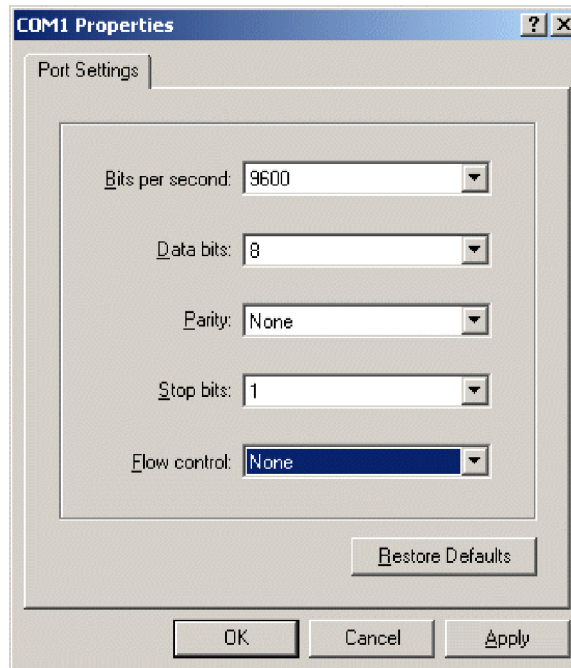 COM1 Properties
Port Settings
Bits per second: 9600
Data bits: 8
Parity: None
Stop bits: 1
Flow control: None
Restore Defaults
OK Cancel Apply